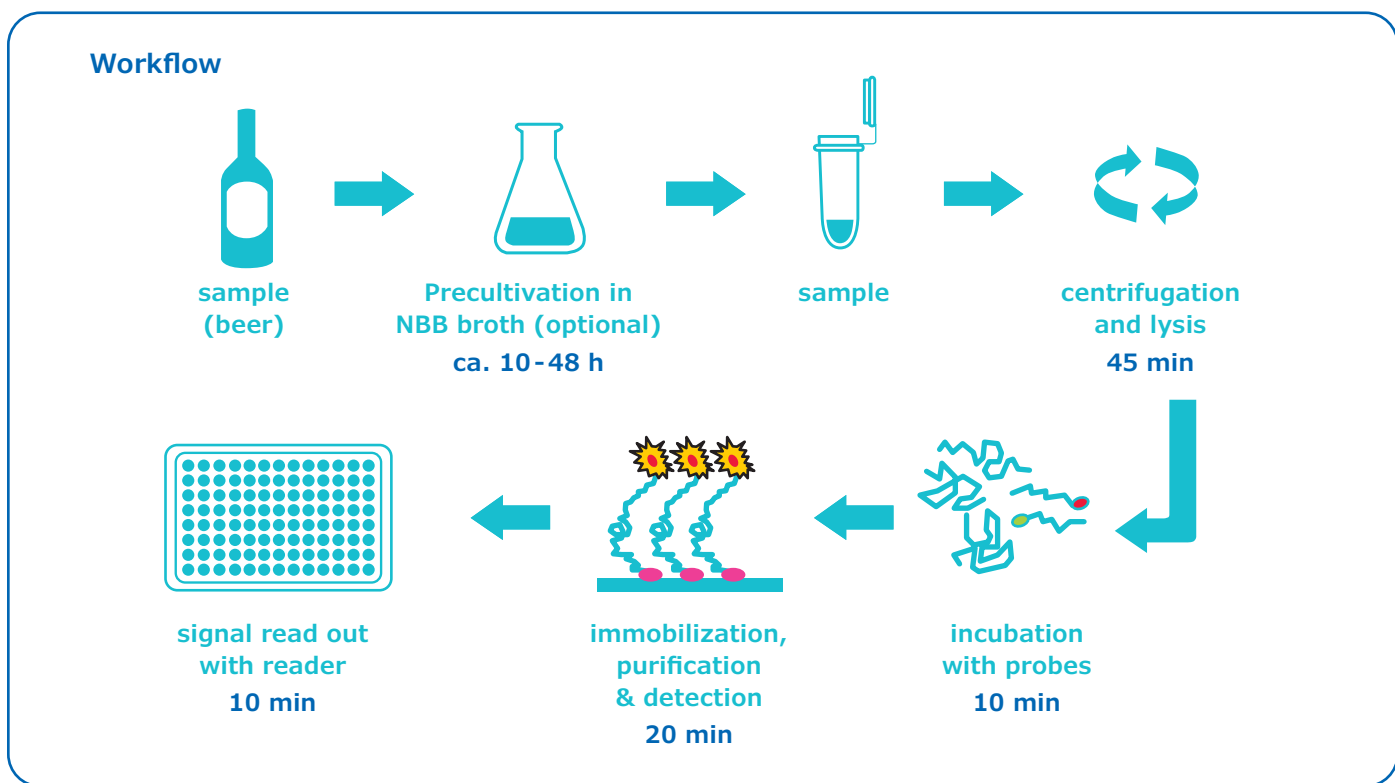 Workflow
sample
(beer)
Precultivation in
NBB broth (optional)
ca. 10-48 h
sample
centrifugation
and lysis
45 min
incubation
with probes
10 min
immobilization,
purification
& detection
20 min
signal read out
with reader
10 min